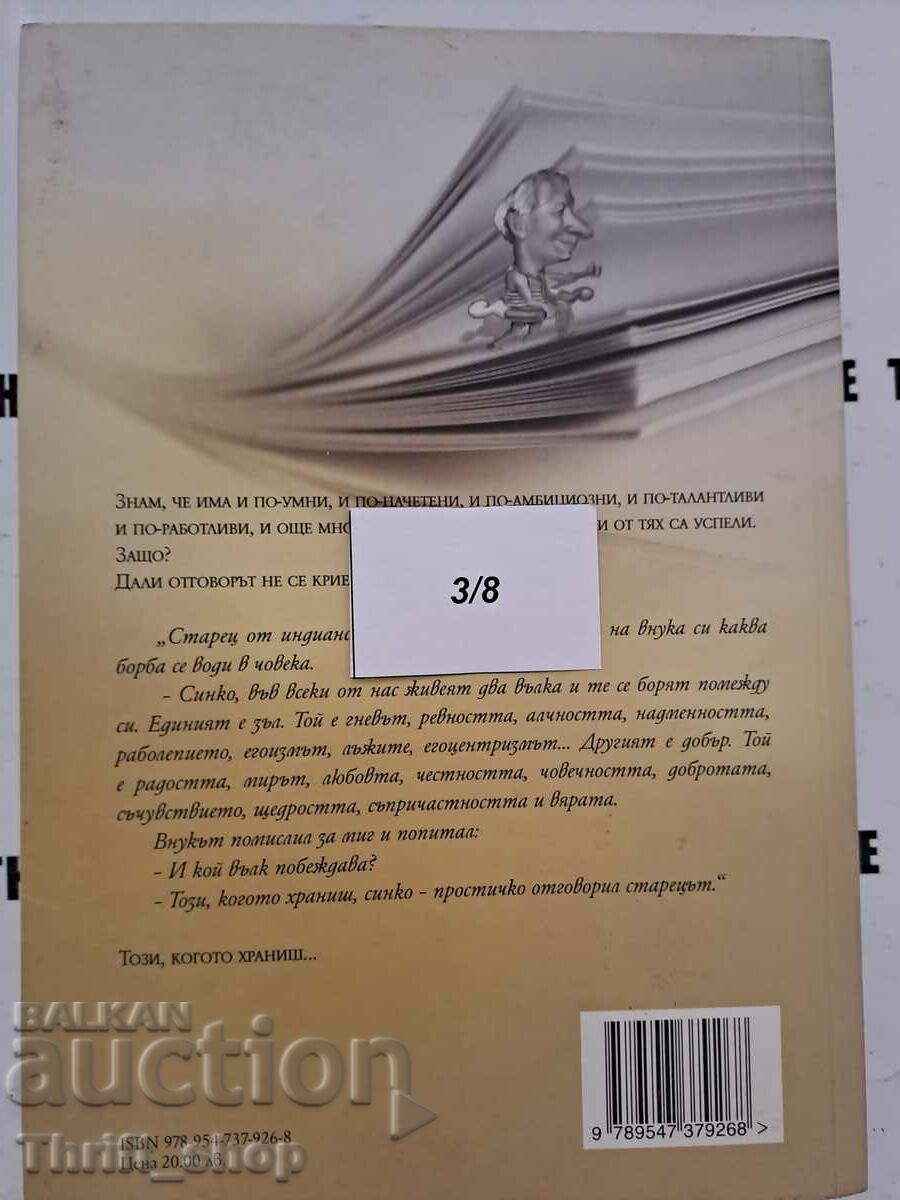 Н
Е Т
ЗНАМ, ЧЕ ИМА И ПО-УМНИ, И ПО-НАЧЕТЕНИ, И ПО-АМБИЦИОЗНИ, И ПО-ТАЛАНТЛИВИ
И ПО-РАБОТЛИВИ, И ОЩЕ МНО И ОТ ТЯХ СА УСПЕЛИ.
ЗАЩО?
ДАЛИ ОТГОВОРЪТ НЕ СЕ КРИЕ
3/8
„Старец от индианс на внука си каква
борба се води в човека.
- Синко, във всеки от нас живеят два вълка и те се борят помежду
си. Единият е зъл. Той е гневът, ревността, алчността, надменността,
раболепието, егоизмът, лъжите, егоцентризмът... Другият е добър. Той
е радостта, мирът, любовта, честността, човечността, добротата,
съчувствието, щедростта, съпричастността и вярата.
Внукът помислил за миг и попитал:
- И кой вълк побеждава?
- Този, когото храниш, синко - простичко отговорил старецът.“
Е
ТОЗИ, КОГОТО ХРАНИШ...
BALKAN
auction
ISBN 978-954-737-926-8
Цена 20.00 лв.
Thrift_shop
9 789547 379268 >